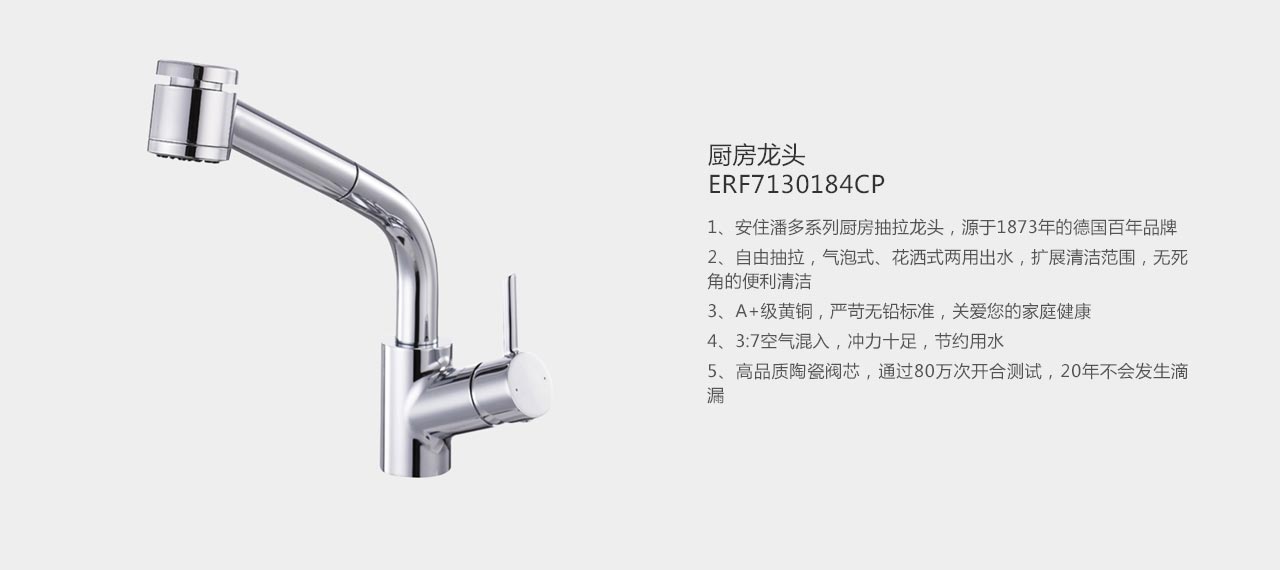 厨房龙头
ERF7130184CP
1、安住潘多系列厨房抽拉龙头，源于1873年的德国百年品牌
2、自由抽拉，气泡式、花洒式两用出水，扩展清洁范围，无死
角的便利清洁
3、A+级黄铜，严苛无铅标准，关爱您的家庭健康
4、3:7空气混入，冲力十足，节约用水
5、高品质陶瓷阀芯，通过80万次开合测试，20年不会发生滴
漏